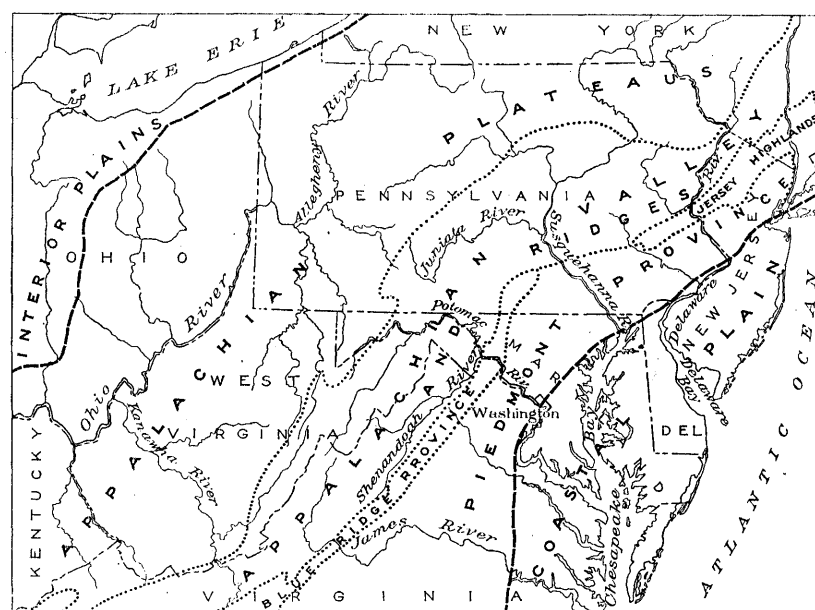 NEW YORK
LAKE ERIE
INTERIOR PLAINS
APPALACHIAN PLATEAUS
Allegheny River
PENNSYLVANIA
OHIO
Juniata River
Susquehanna R.
APPALACHIAN VALLEY AND RIDGES
JERSEY HIGHLANDS
PIEDMONT PROVINCE
Delaware
NEW JERSEY
COASTAL PLAIN
Delaware Bay
DEL
ATLANTIC OCEAN
Potomac
River
Washington
WEST VIRGINIA
Ohio River
Kanawha River
KENTUCKY
Shenandoah River
BLUE RIDGE PRROVINCE
James River
Chesapeake Bay
VIRGINIA